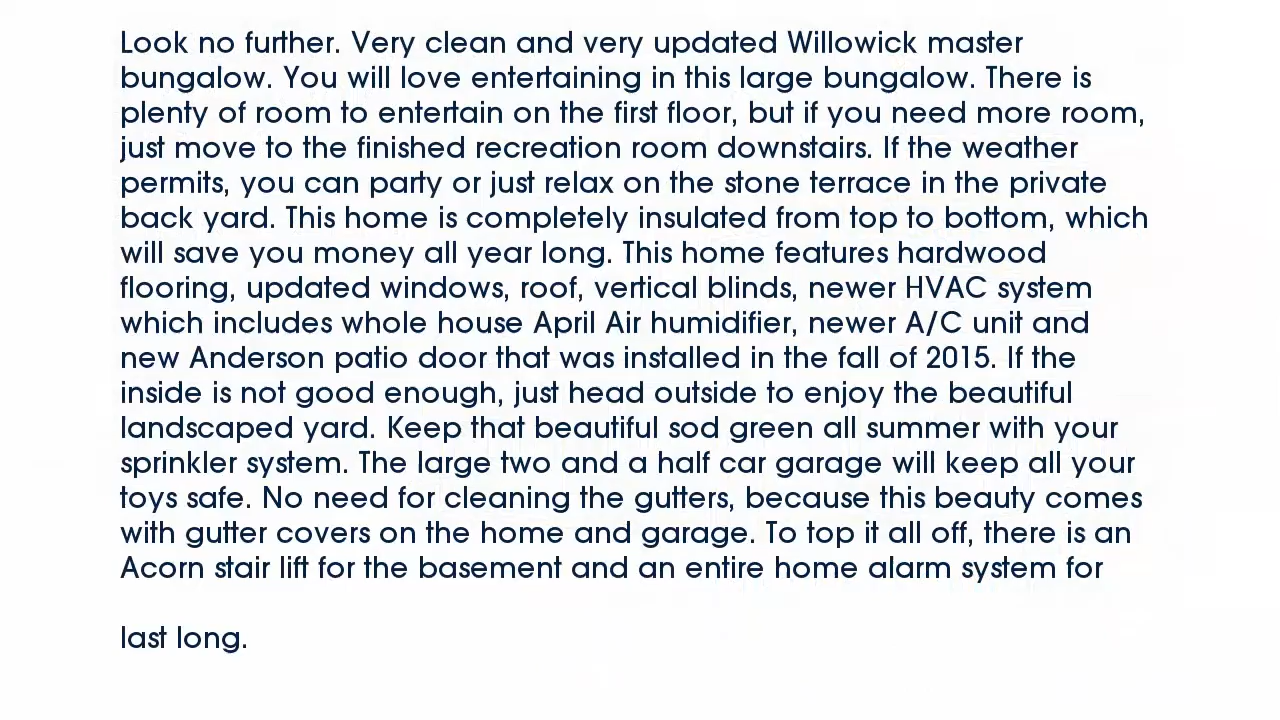 Look no further. Very clean and very updated Willowick master
bungalow. You will love entertaining in this large bungalow. There is
plenty of room to entertain on the first floor, but if you need more room,
just move to the finished recreation room downstairs. If the weather
permits, you can party or just relax on the stone terrace in the private
back yard. This home is completely insulated from top to bottom, which
will save you money all year long. This home features hardwood
flooring, updated windows, roof, vertical blinds, newer HVAC system
which includes whole house April Air humidifier, newer A/C unit and
new Anderson patio door that was installed in the fall of 2015. If the
inside is not good enough, just head outside to enjoy the beautiful
landscaped yard. Keep that beautiful sod green all summer with your
sprinkler system. The large two and a half car garage will keep all your
toys safe. No need for cleaning the gutters, because this beauty comes
with gutter covers on the home and garage. To top it all off, there is an
Acorn stair lift for the basement and an entire home alarm system for
last long.